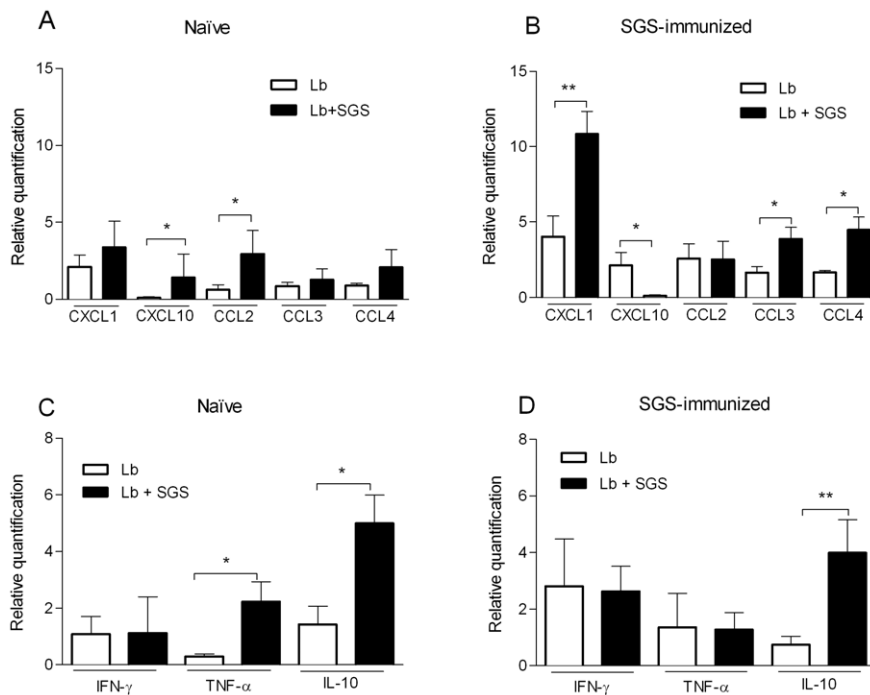 A
Naïve
Relative quantification
15
10
5
0
Lb
Lb+SGS
*
*
CXCL1 CXCL10 CCL2 CCL3 CCL4
B
SGS-immunized
Relative quantification
15
10
5
0
Lb
Lb + SGS
**
*
*
*
CXCL1 CXCL10 CCL2 CCL3 CCL4
C
Naïve
Relative quantification
8
6
4
2
0
Lb
Lb + SGS
*
*
IFN-γ TNF-α IL-10
D
SGS-immunized
Relative quantification
8
6
4
2
0
Lb
Lb + SGS
**
IFN-γ TNF-α IL-10